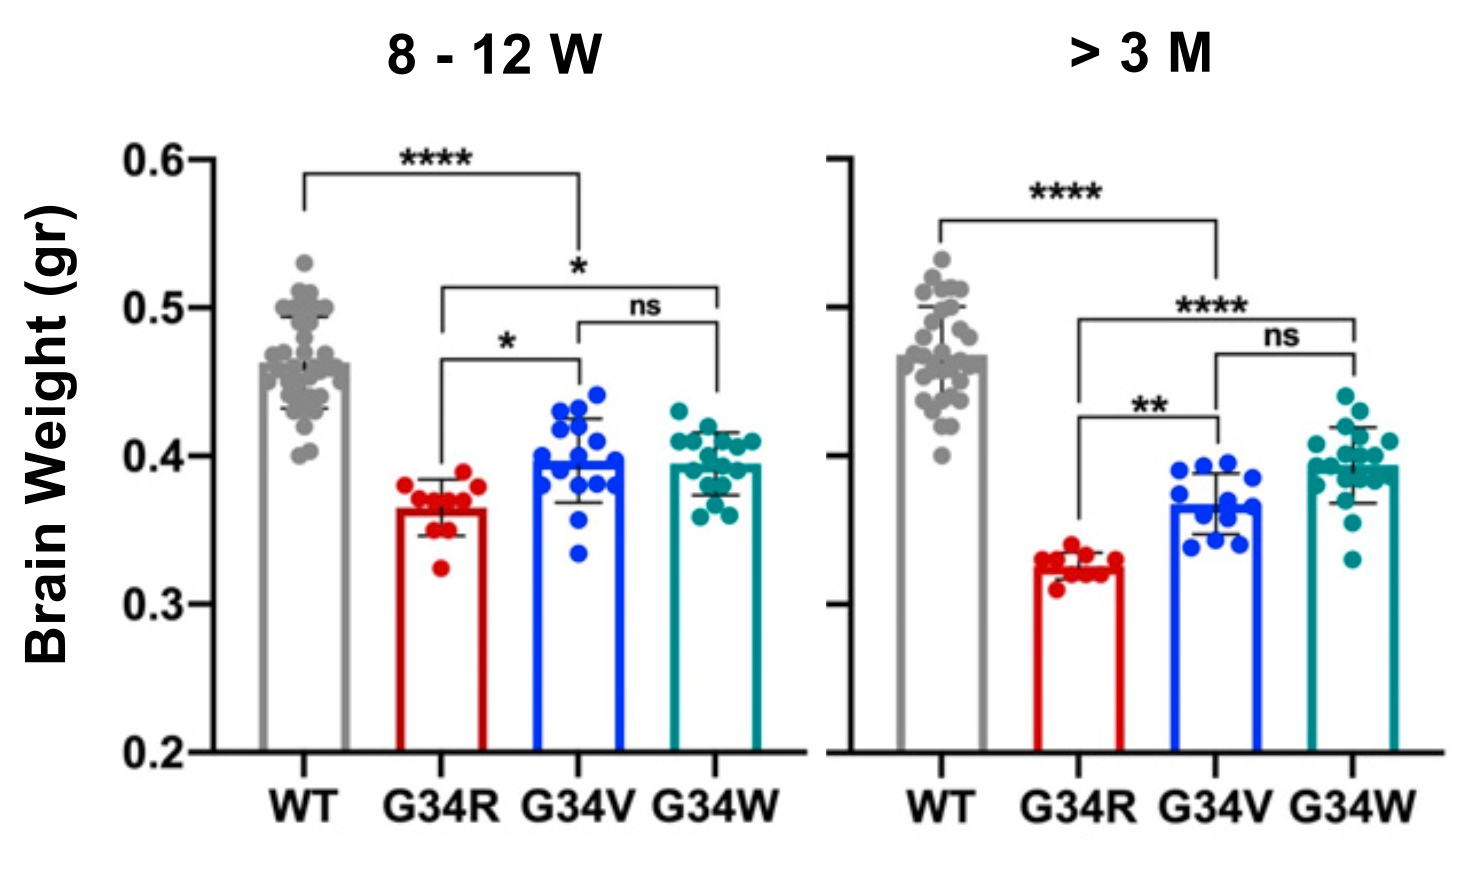 8 - 12 W
> 3 M
Brain Weight (gr)
0.6
0.5
0.4
0.3
0.2
****
*
ns
*
****
****
ns
**
WT G34R G34V G34W
WT G34R G34V G34W